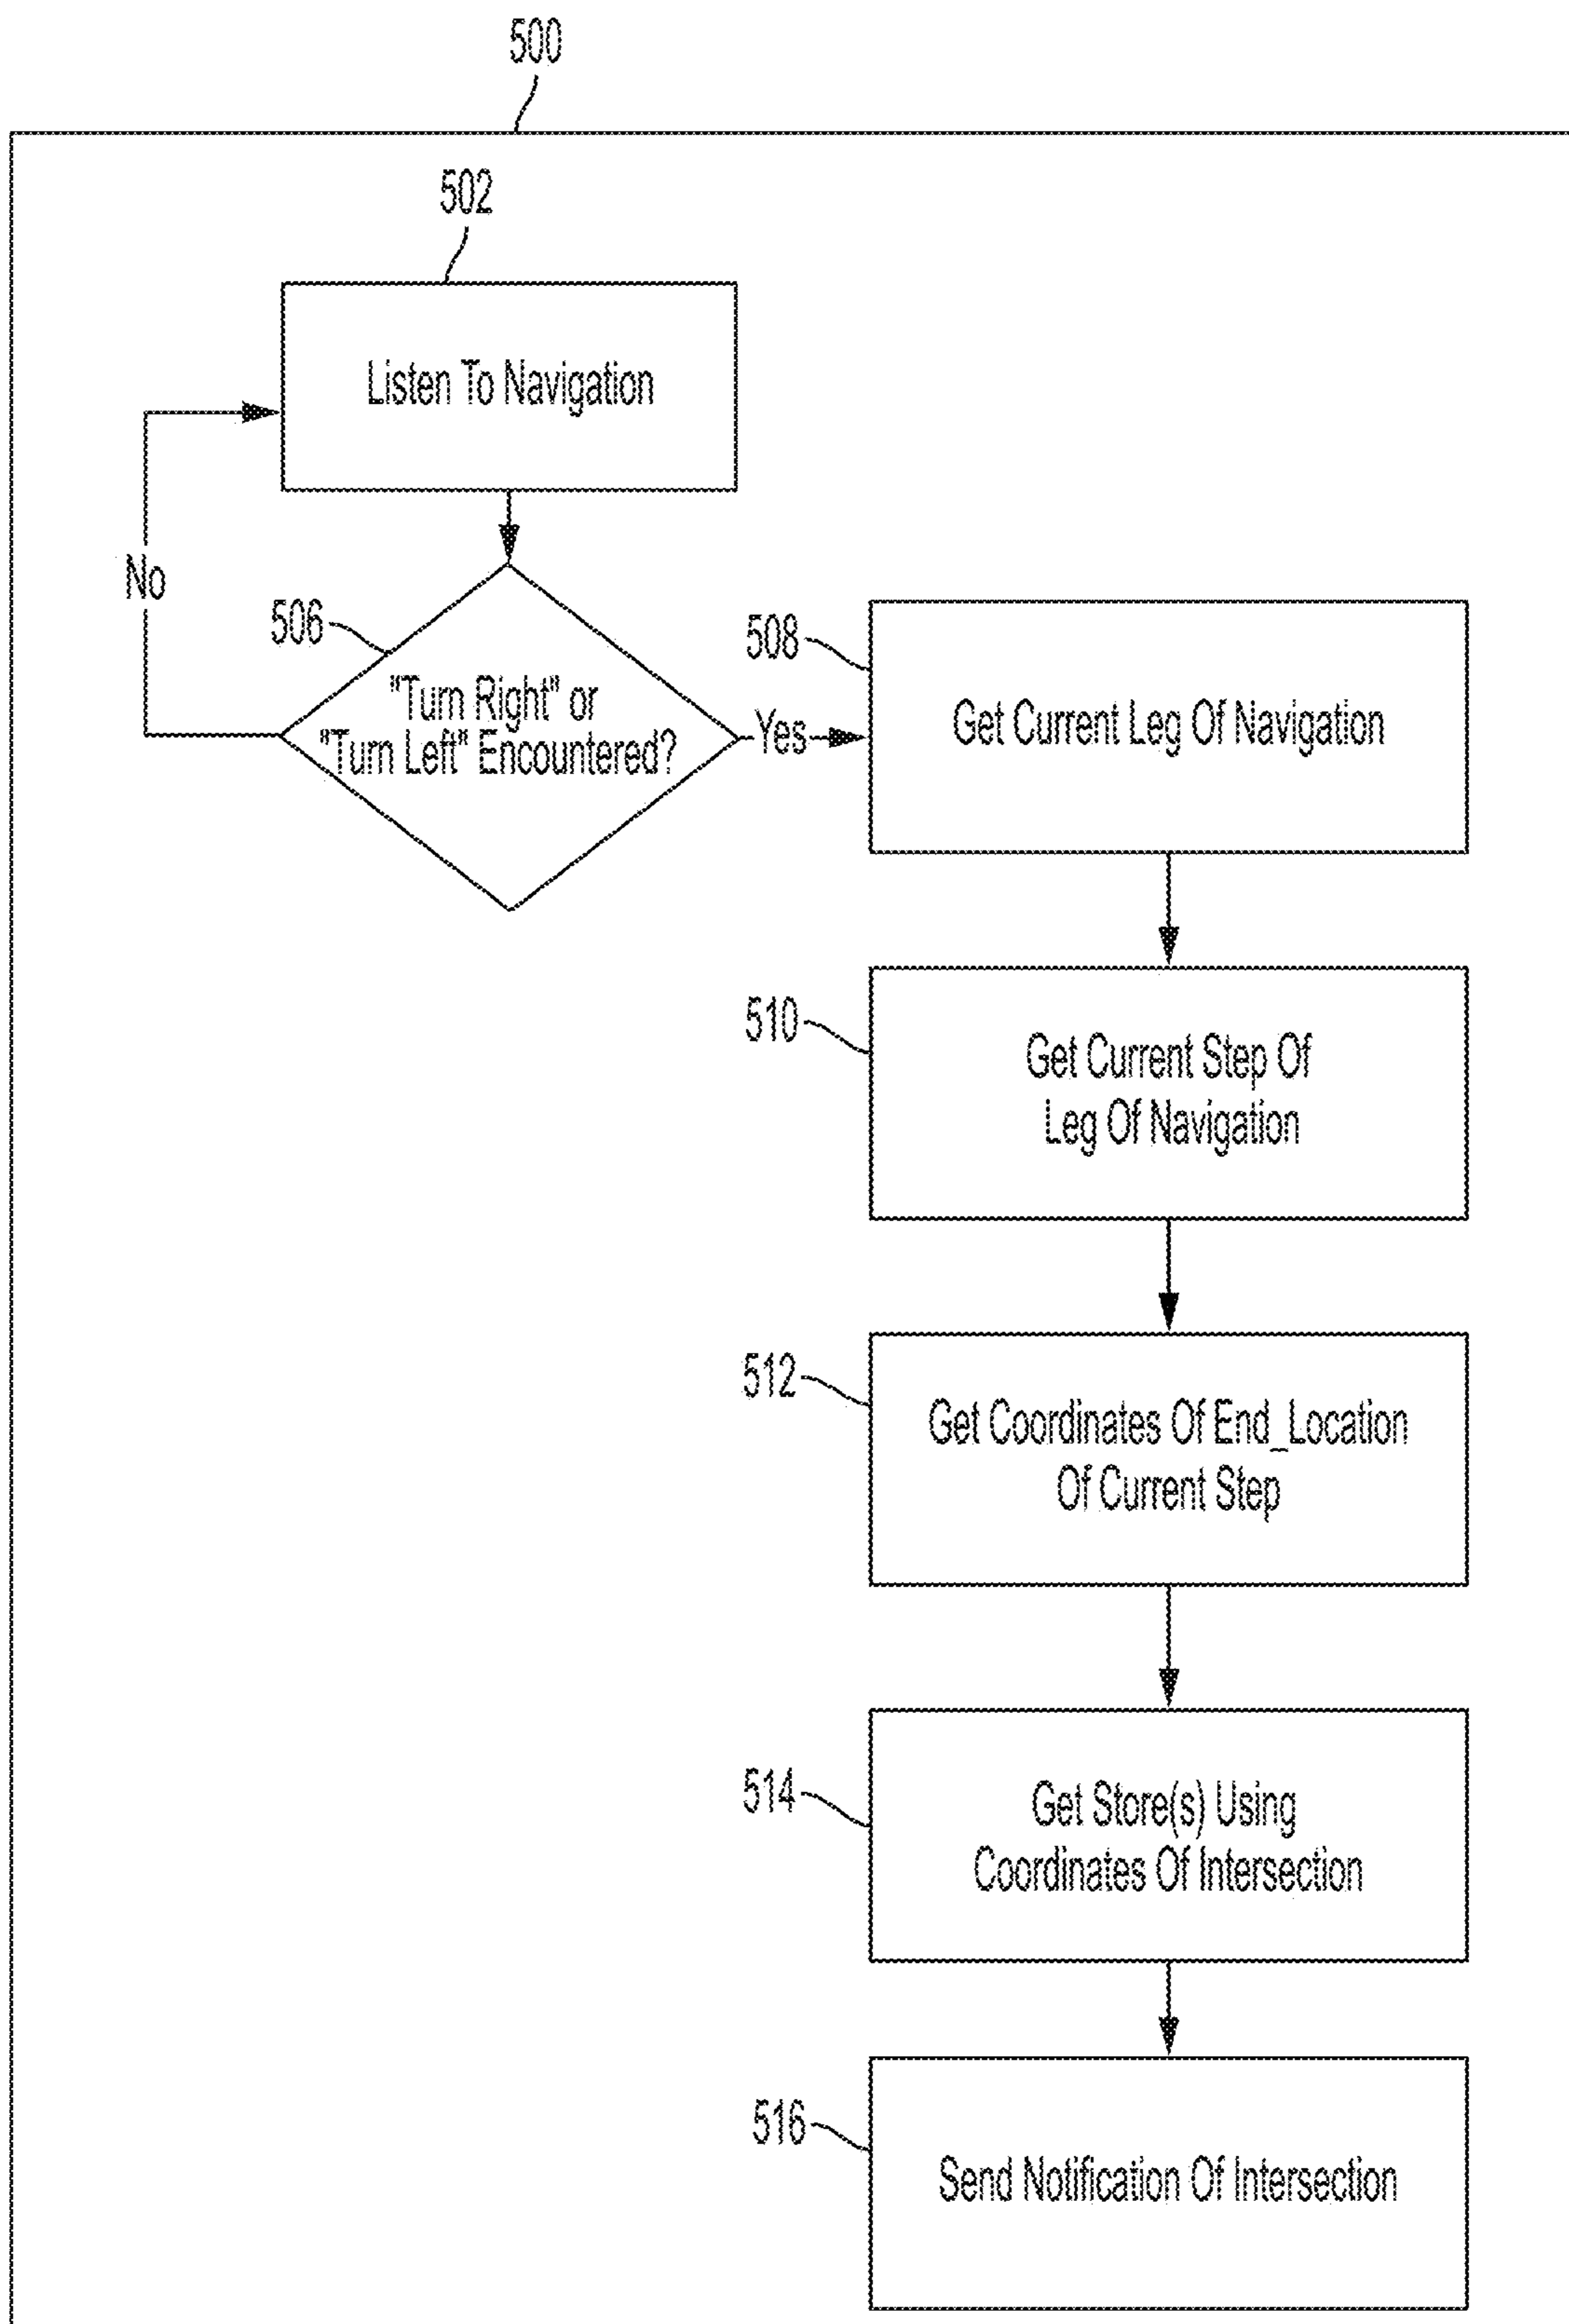 500
502
Listen To Navigation
No
506
"Turn Right" or
"Turn Left" Encountered?
Yes
508
Get Current Leg Of Navigation
510
Get Current Step Of
Leg Of Navigation
512
Get Coordinates Of End_Location
Of Current Step
514
Get Store(s) Using
Coordinates Of Intersection
516
Send Notification Of Intersection